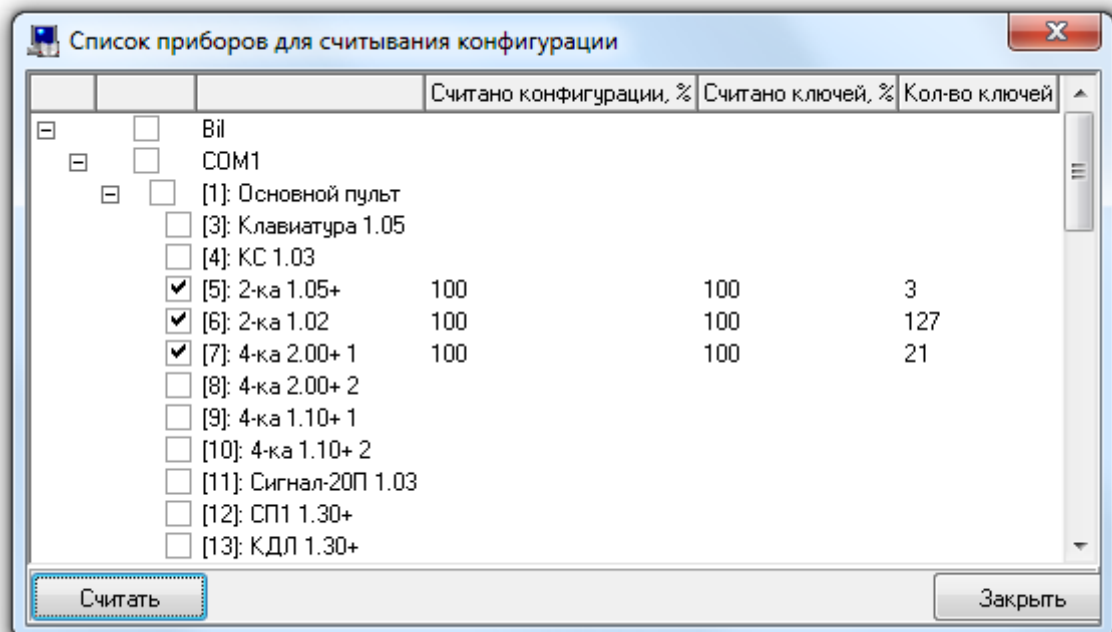 Список приборов для считывания конфигурации
Считано конфигурации, % Считано ключей, % Кол-во ключей
Bil
COM1
[1]: Основной пульт
[3]: Клавиатура 1.05
[4]: КС 1.03
[5]: 2-ка 1.05+ 100 100 3
[6]: 2-ка 1.02 100 100 127
[7]: 4-ка 2.00+ 1 100 100 21
[8]: 4-ка 2.00+ 2
[9]: 4-ка 1.10+ 1
[10]: 4-ка 1.10+ 2
[11]: Сигнал-20П 1.03
[12]: СП1 1.30+
[13]: КДЛ 1.30+
Считать Закрыть